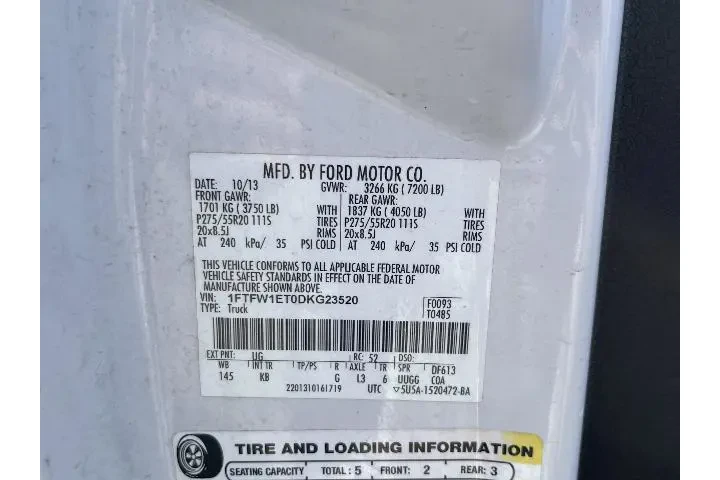 MFD. BY FORD MOTOR CO.
DATE: 10/13 GVWR: 3266 KG ( 7200 LB)
FRONT GAWR: REAR GAWR:
1701 KG ( 3750 LB) WITH 1837 KG ( 4050 LB) WITH
P275/55R20 111S TIRES P275/55R20 111S TIRES
20x8.5J RIMS 20x8.5J RIMS
AT 240 kPa/ 35 PSI COLD AT 240 kPa/ 35 PSI COLD
THIS VEHICLE CONFORMS TO ALL APPLICABLE FEDERAL MOTOR
VEHICLE SAFETY STANDARDS IN EFFECT ON THE DATE OF
MANUFACTURE SHOWN ABOVE.
VIN: 1FTFW1ET0DKG23520 F0093
TYPE: Truck T0485
EXT PNT: UG RC: 52 DSO:
WB INT TR TP/PS R AXLE TR SPR DF613
145 KB G L3 6 UUGG COA
2201310161719 UTC ▽5U5A-1520472-BA
TIRE AND LOADING INFORMATION
SEATING CAPACITY TOTAL: 5 FRONT: 2 REAR: 3